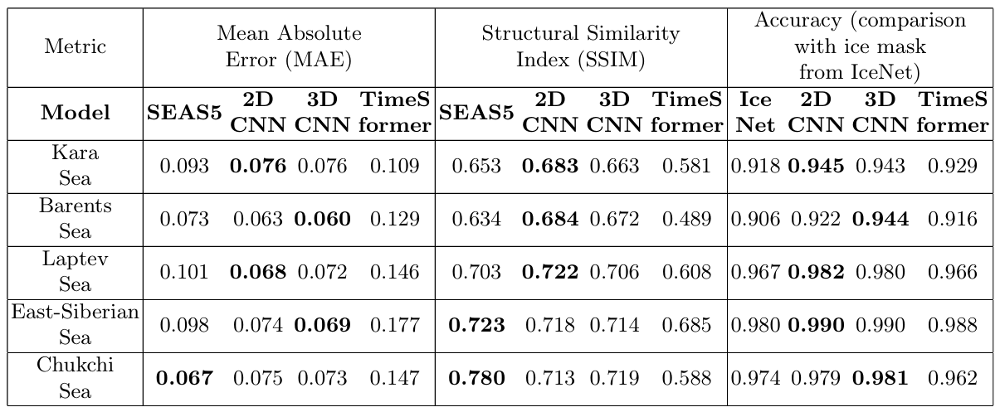 Metric Mean Absolute Error (MAE) Structural Similarity Index (SSIM) Accuracy (comparison with ice mask from IceNet)
Model SEAS5 2D CNN 3D CNN TimeS former SEAS5 2D CNN 3D CNN TimeS former Ice Net 2D CNN 3D CNN TimeS former
Kara Sea 0.093 0.076 0.076 0.109 0.653 0.683 0.663 0.581 0.918 0.945 0.943 0.929
Barents Sea 0.073 0.063 0.060 0.129 0.634 0.684 0.672 0.489 0.906 0.922 0.944 0.916
Laptev Sea 0.101 0.068 0.072 0.146 0.703 0.722 0.706 0.608 0.967 0.982 0.980 0.966
East-Siberian Sea 0.098 0.074 0.069 0.177 0.723 0.718 0.714 0.685 0.980 0.990 0.990 0.988
Chukchi Sea 0.067 0.075 0.073 0.147 0.780 0.713 0.719 0.588 0.974 0.979 0.981 0.962